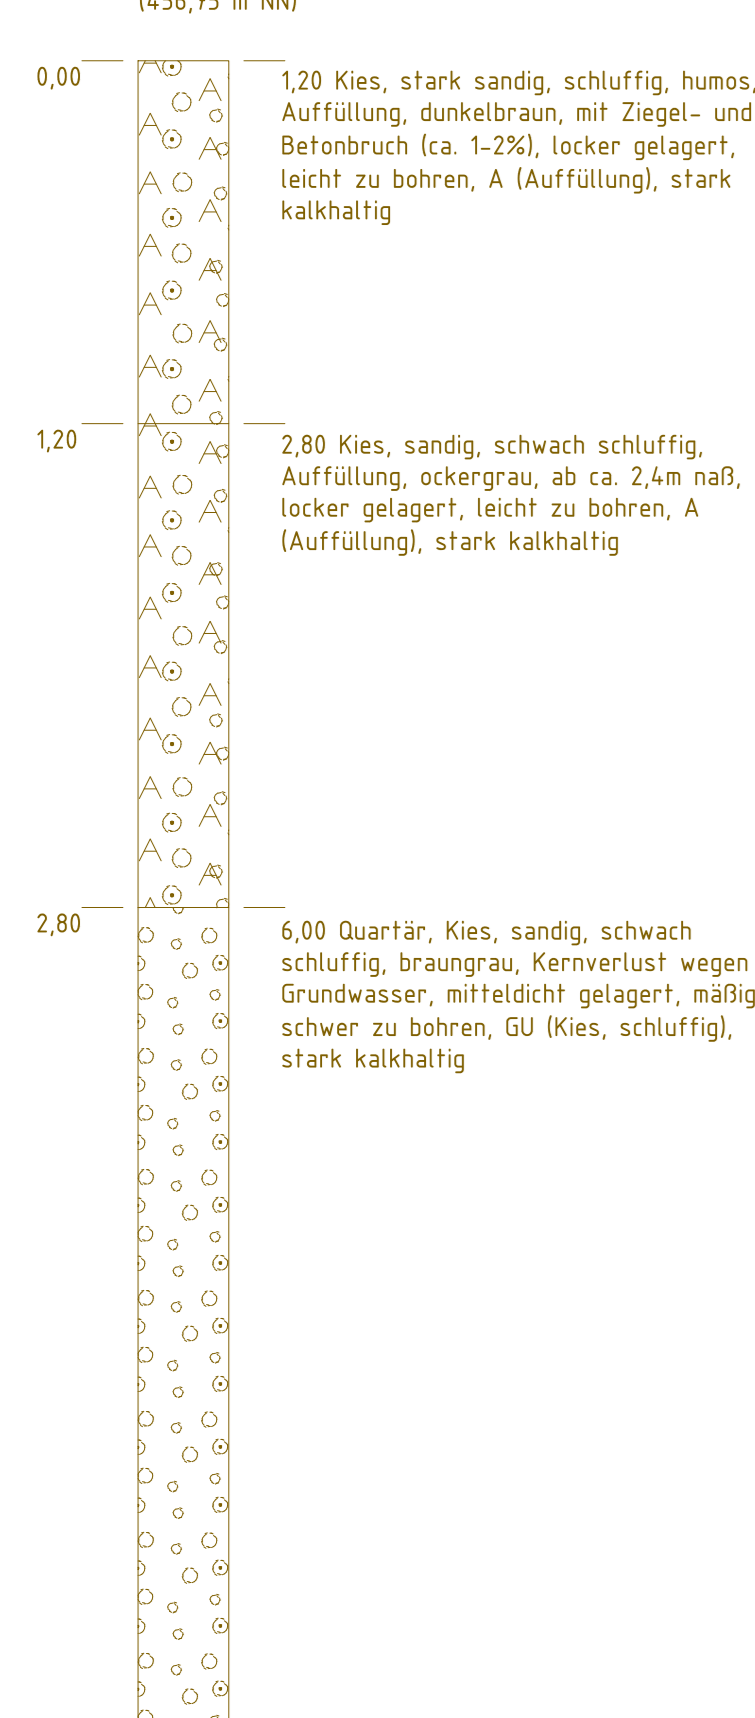 (456,95 m NN)
0,00
1,20 Kies, stark sandig, schluffig, humos,
Auffüllung, dunkelbraun, mit Ziegel- und
Betonbruch (ca. 1-2%), locker gelagert,
leicht zu bohren, A (Auffüllung), stark
kalkhaltig
1,20
2,80 Kies, sandig, schwach schluffig,
Auffüllung, ockergrau, ab ca. 2,4m naß,
locker gelagert, leicht zu bohren, A
(Auffüllung), stark kalkhaltig
2,80
6,00 Quartär, Kies, sandig, schwach
schluffig, braungrau, Kernverlust wegen
Grundwasser, mitteldicht gelagert, mäßig
schwer zu bohren, GU (Kies, schluffig),
stark kalkhaltig